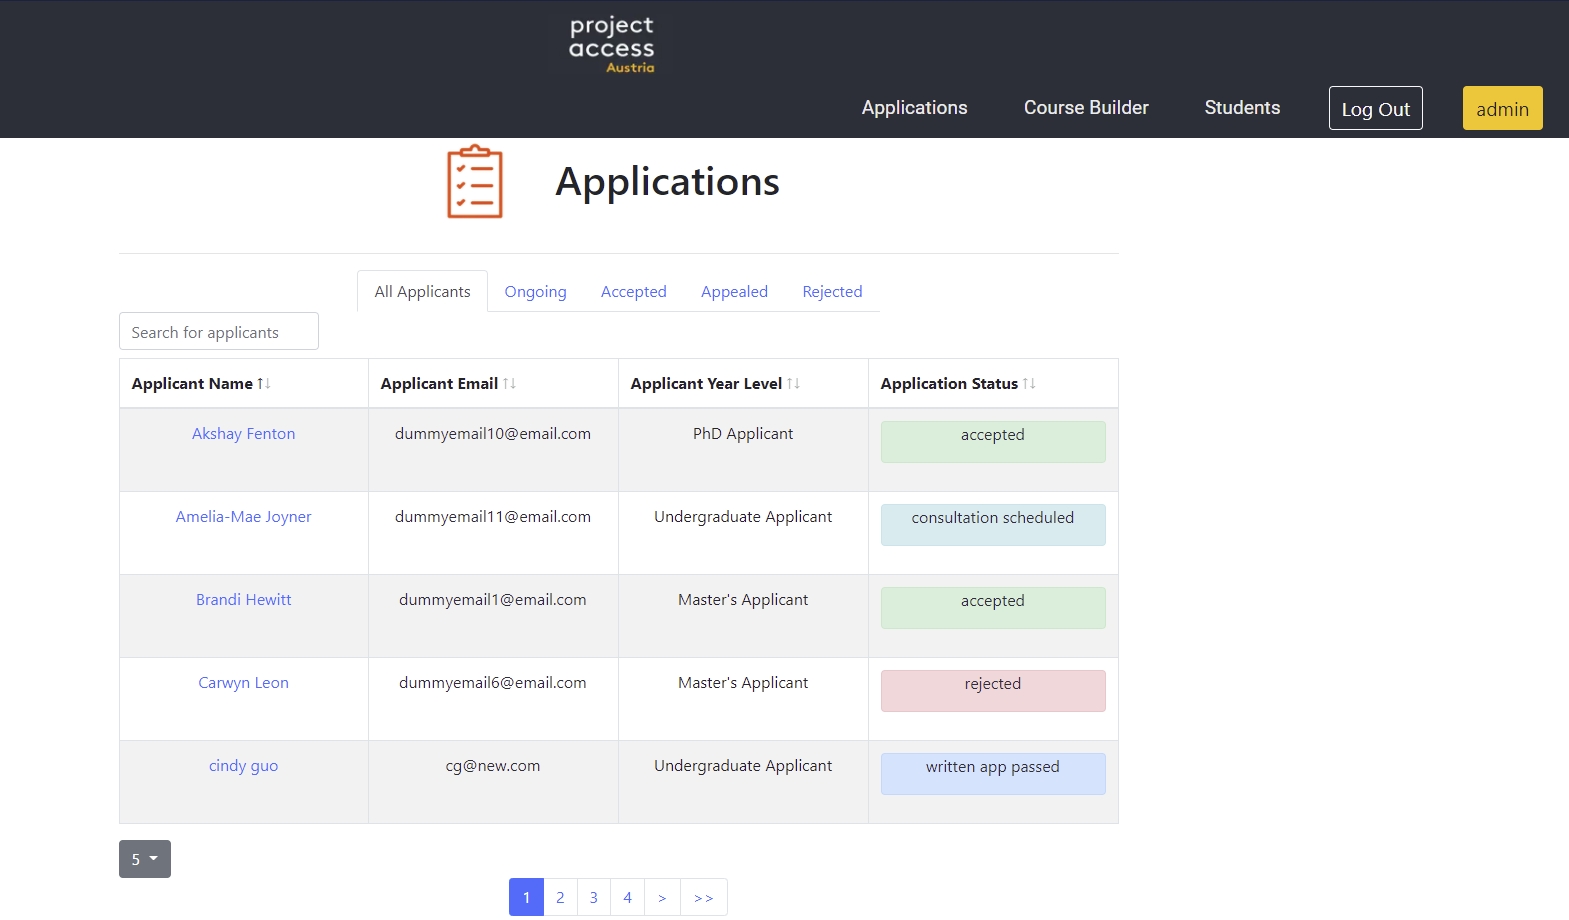 project
access
Austria
Applications Course Builder Students Log Out admin
Applications
All Applicants Ongoing Accepted Appealed Rejected
Search for applicants
Applicant Name ↑↓ Applicant Email ↑↓ Applicant Year Level ↑↓ Application Status ↑↓
Akshay Fenton dummyemail10@email.com PhD Applicant accepted
Amelia-Mae Joyner dummyemail11@email.com Undergraduate Applicant consultation scheduled
Brandi Hewitt dummyemail1@email.com Master's Applicant accepted
Carwyn Leon dummyemail6@email.com Master's Applicant rejected
cindy guo cg@new.com Undergraduate Applicant written app passed
5
1 2 3 4 > >>